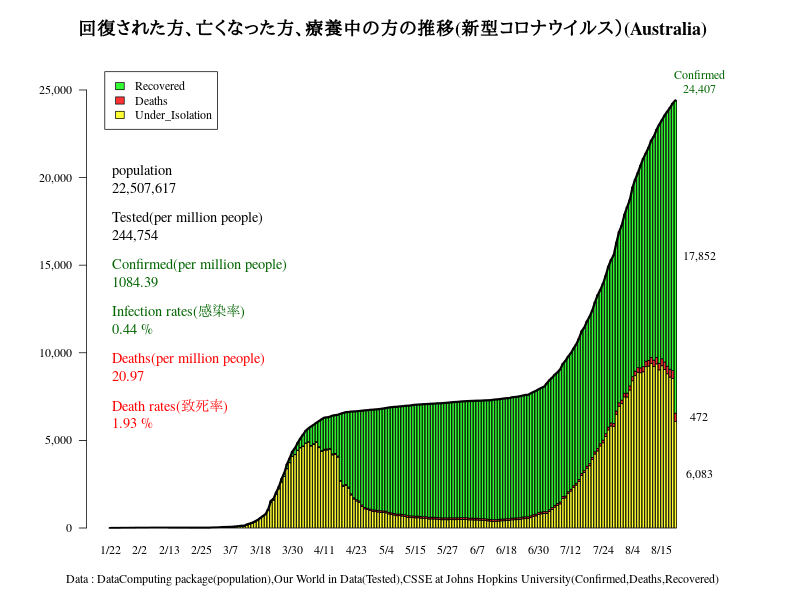 回復された方、亡くなった方、療養中の方の推移(新型コロナウイルス）(Australia)
Confirmed
24,407
25,000
20,000
15,000
10,000
5,000
0
Recovered
Deaths
Under_Isolation
population
22,507,617
Tested(per million people)
244,754
Confirmed(per million people)
1084.39
Infection rates(感染率)
0.44 %
Deaths(per million people)
20.97
Death rates(致死率)
1.93 %
17,852
472
6,083
1/22 2/2 2/13 2/25 3/7 3/18 3/30 4/11 4/23 5/4 5/15 5/27 6/7 6/18 6/30 7/12 7/24 8/4 8/15
Data : DataComputing package(population),Our World in Data(Tested),CSSE at Johns Hopkins University(Confirmed,Deaths,Recovered)